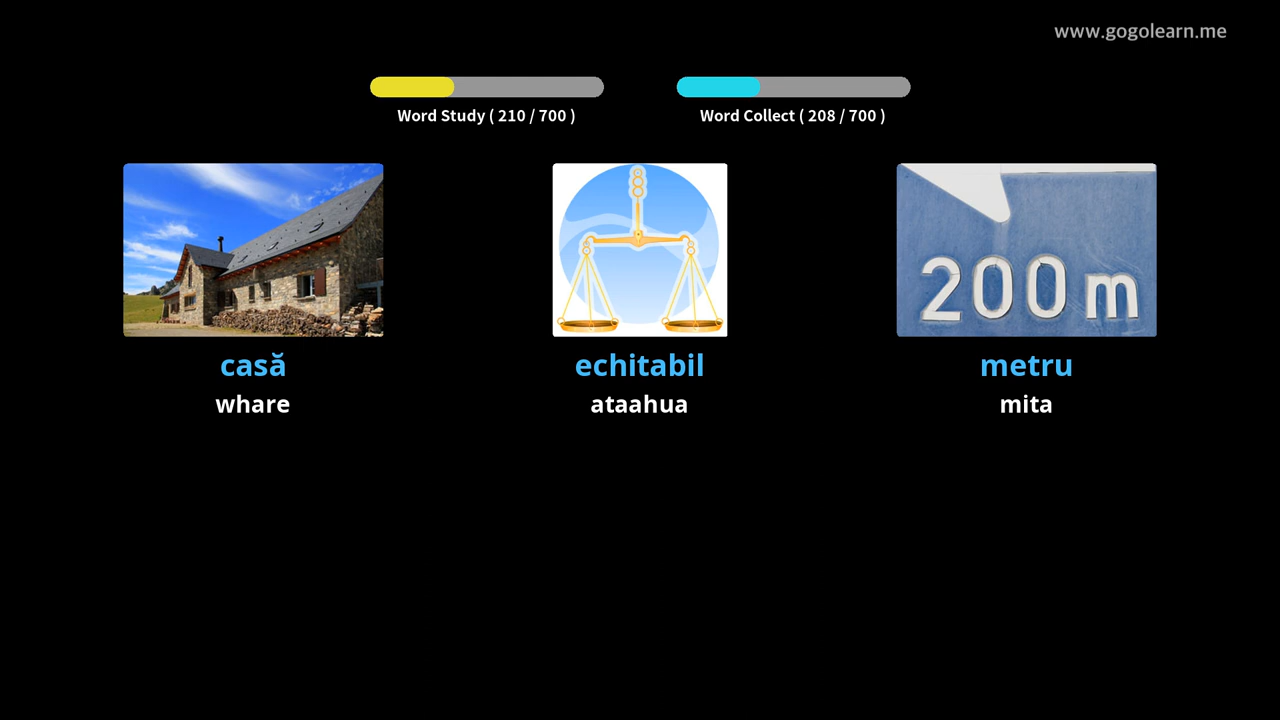 www.gogolearn.me
Word Study ( 210 / 700 )
Word Collect ( 208 / 700 )
200m
casă
echitabil
metru
whare
ataahua
mita